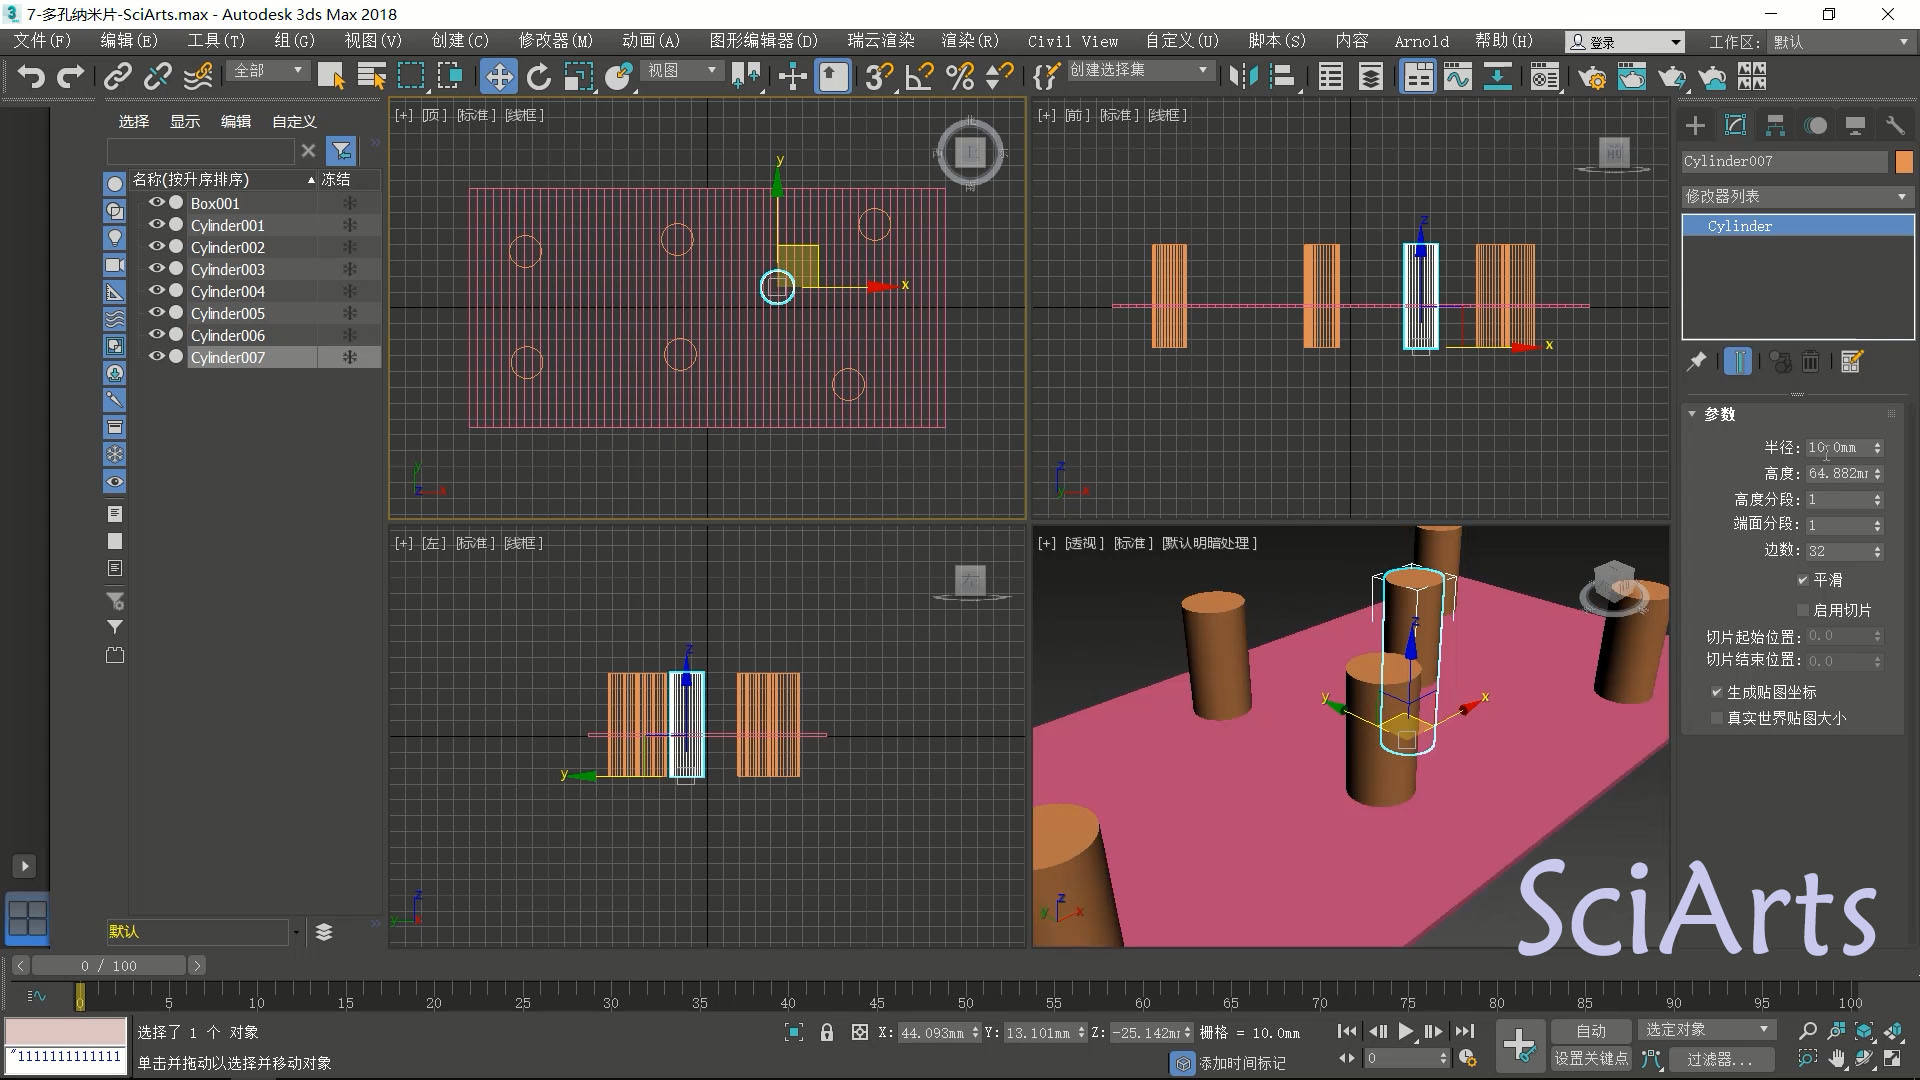 7-多孔纳米片-SciArts.max - Autodesk 3ds Max 2018
文件(F) 编辑(E) 工具(T) 组(G) 视图(V) 创建(C) 修改器(M) 动画(A) 图形编辑器(D) 瑞云渲染 渲染(R) Civil View 自定义(U) 脚本(S) 内容 Arnold 帮助(H) 登录 工作区: 默认
全部 视图 创建选择集
选择 显示 编辑 自定义
名称(按升序排序) 冻结
Box001
Cylinder001
Cylinder002
Cylinder003
Cylinder004
Cylinder005
Cylinder006
Cylinder007
默认
[+] [顶] [标准] [线框]
上
北
东
南
西
y
x
y
z x
[+] [前] [标准] [线框]
前
z
x
z
y x
[+] [左] [标准] [线框]
左
z
y
z
y x
[+] [透视] [标准] [默认明暗处理]
z
y
x
z
y x
SciArts
Cylinder007
修改器列表
Cylinder
参数
半径: 10.0mm
高度: 64.882m
高度分段: 1
端面分段: 1
边数: 32
平滑
启用切片
切片起始位置: 0.0
切片结束位置: 0.0
生成贴图坐标
真实世界贴图大小
0 / 100
0 5 10 15 20 25 30 35 40 45 50 55 60 65 70 75 80 85 90 95 100
选择了 1 个 对象
X: 44.093mm Y: 13.101mm Z: -25.142m 栅格 = 10.0mm
自动 选定对象
"1111111111111
单击并拖动以选择并移动对象
添加时间标记
0
设置关键点 过滤器...